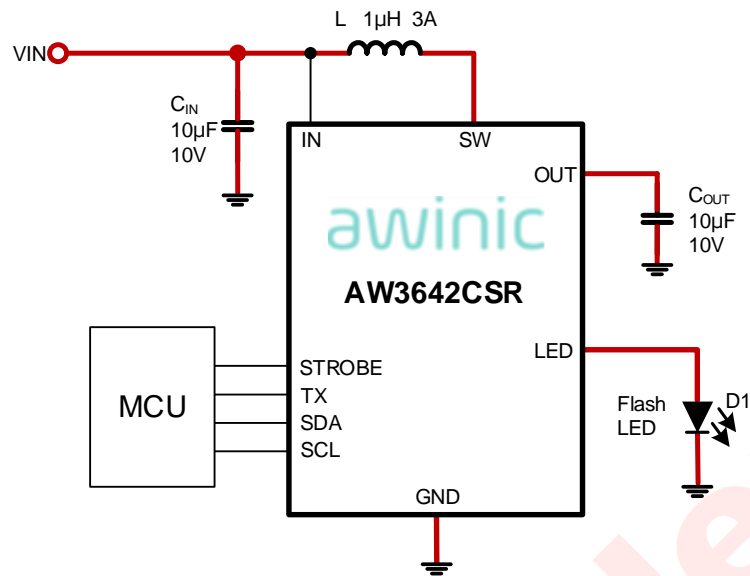 L 1µH 3A
VIN
CIN
10µF
10V
IN
SW
OUT
COUT
10µF
10V
awinic
AW3642CSR
LED
STROBE
TX
SDA
SCL
MCU
Flash
LED
D1
GND